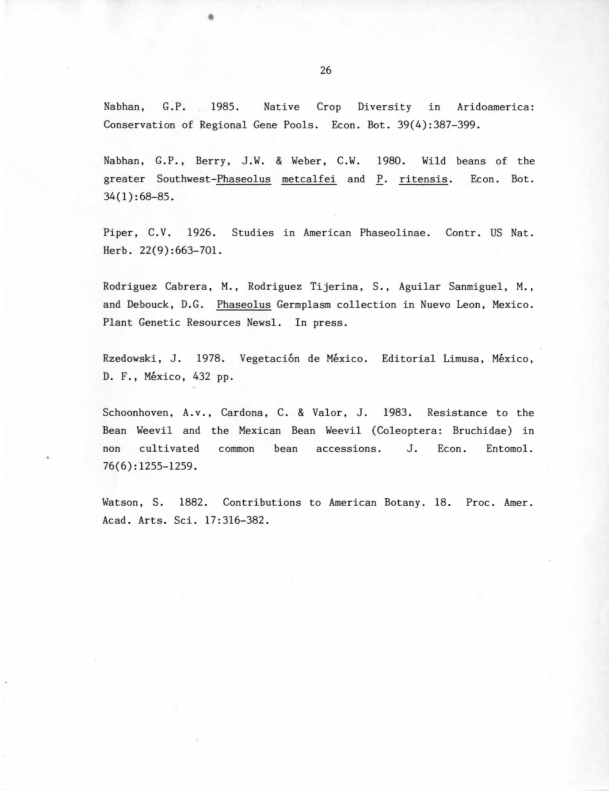 26
Nabhan, G.P. 1985. Native Crop Diversity in Aridoamerica:
Conservation of Regional Gene Pools. Econ. Bot. 39(4):387-399.
Nabhan, G.P., Berry, J.W. & Weber, C.W. 1980. Wild beans of the
greater Southwest-Phaseolus metcalfei and P. ritensis. Econ. Bot.
34(1):68-85.
Piper, C.V. 1926. Studies in American Phaseolinae. Contr. US Nat.
Herb. 22(9):663-701.
Rodriguez Cabrera, M., Rodriguez Tijerina, S., Aguilar Sanmiguel, M.,
and Debouck, D.G. Phaseolus Germplasm collection in Nuevo Leon, Mexico.
Plant Genetic Resources Newsl. In press.
Rzedowski, J. 1978. Vegetación de México. Editorial Limusa, México,
D. F., México, 432 pp.
Schoonhoven, A.v., Cardona, C. & Valor, J. 1983. Resistance to the
Bean Weevil and the Mexican Bean Weevil (Coleoptera: Bruchidae) in
non cultivated common bean accessions. J. Econ. Entomol.
76(6):1255-1259.
Watson, S. 1882. Contributions to American Botany. 18. Proc. Amer.
Acad. Arts. Sci. 17:316-382.